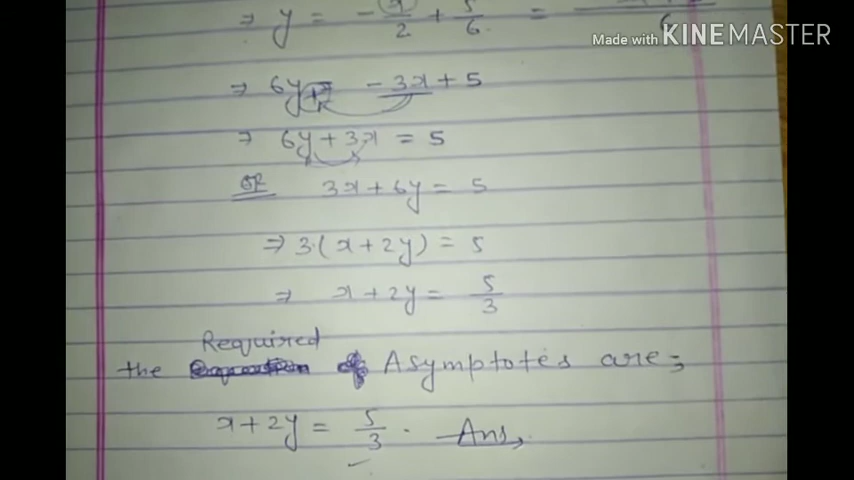 ⇒ y = -x/2 + 5/6 =
6
Made with KINEMASTER
⇒ 6y = -3x + 5
⇒ 6y + 3x = 5
or 3x + 6y = 5
⇒ 3(x + 2y) = 5
⇒ x + 2y = 5/3
Required
the Asymptotes are;
x + 2y = 5/3 . Ans,